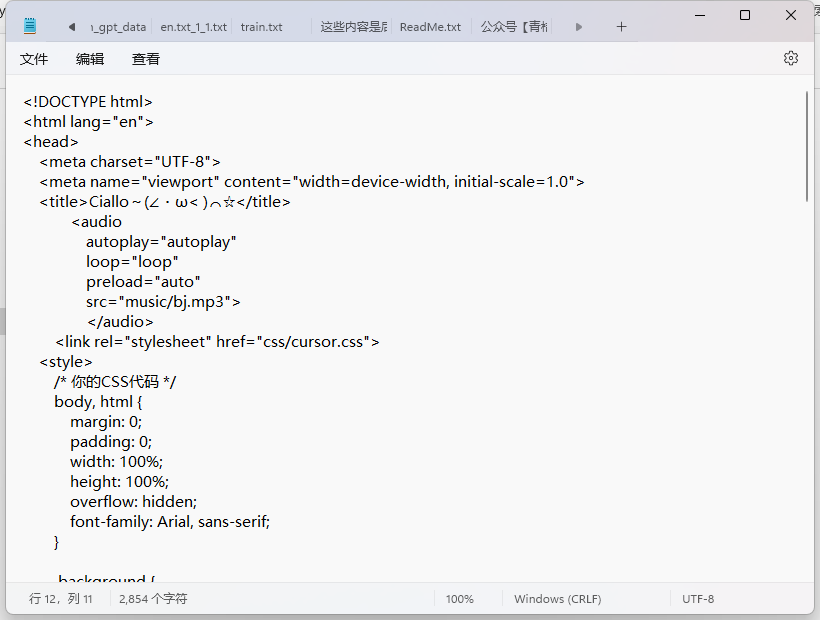 _gpt_data en.txt_1_1.txt train.txt 这些内容是 ReadMe.txt 公众号【青
文件 编辑 查看
<!DOCTYPE html>
<html lang="en">
<head>
<meta charset="UTF-8">
<meta name="viewport" content="width=device-width, initial-scale=1.0">
<title>Ciallo～(∠・ω< )⌒☆</title>
<audio
autoplay="autoplay"
loop="loop"
preload="auto"
src="music/bj.mp3">
</audio>
<link rel="stylesheet" href="css/cursor.css">
<style>
/* 你的CSS代码 */
body, html {
margin: 0;
padding: 0;
width: 100%;
height: 100%;
overflow: hidden;
font-family: Arial, sans-serif;
}
.background {
行 12，列 11 2,854 个字符 100% Windows (CRLF) UTF-8